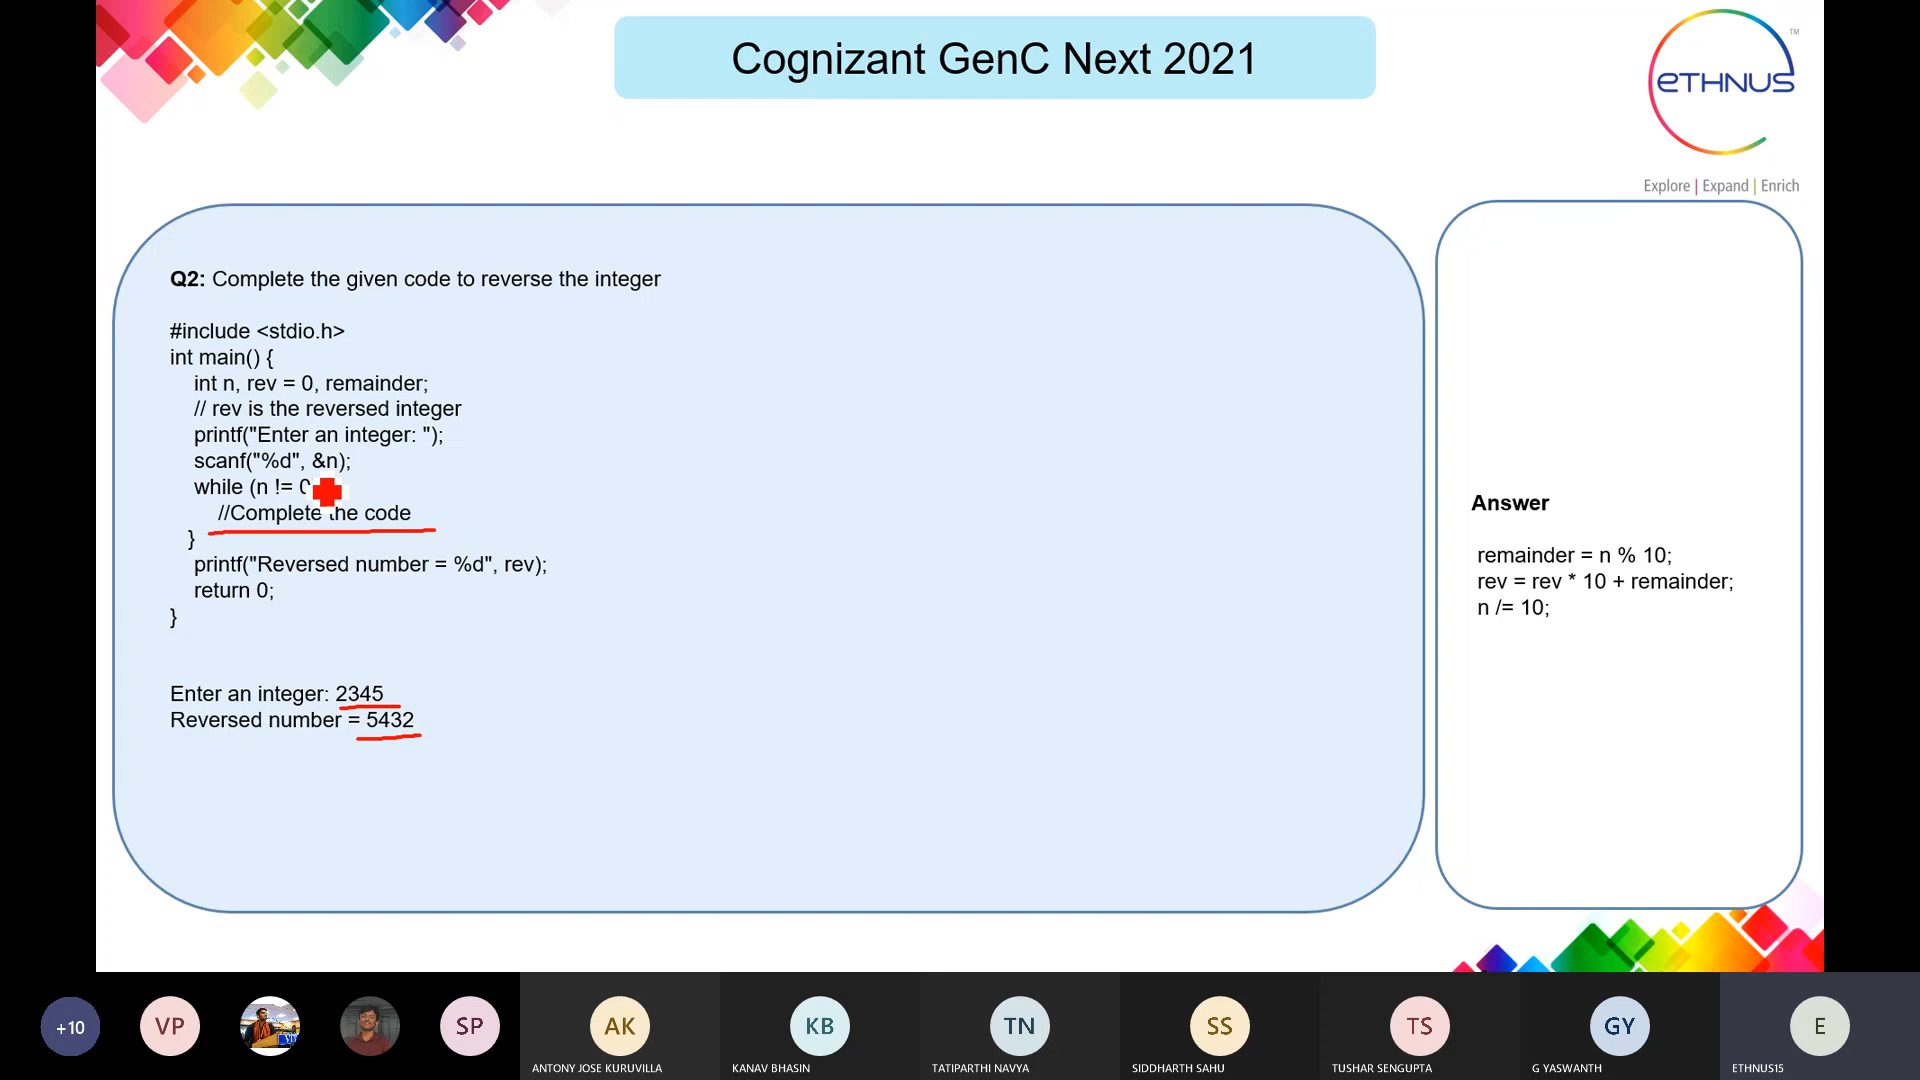 Cognizant GenC Next 2021
eTHNUS
TM
Explore | Expand | Enrich
Q2: Complete the given code to reverse the integer
#include <stdio.h>
int main() {
int n, rev = 0, remainder;
// rev is the reversed integer
printf("Enter an integer: ");
scanf("%d", &n);
while (n != 0
//Complete the code
}
printf("Reversed number = %d", rev);
return 0;
}
Enter an integer: 2345
Reversed number = 5432
Answer
remainder = n % 10;
rev = rev * 10 + remainder;
n /= 10;
+10
VP
SP
AK
KB
TN
SS
TS
GY
E
ANTONY JOSE KURUVILLA
KANAV BHASIN
TATIPARTHI NAVYA
SIDDHARTH SAHU
TUSHAR SENGUPTA
G YASWANTH
ETHNUS15